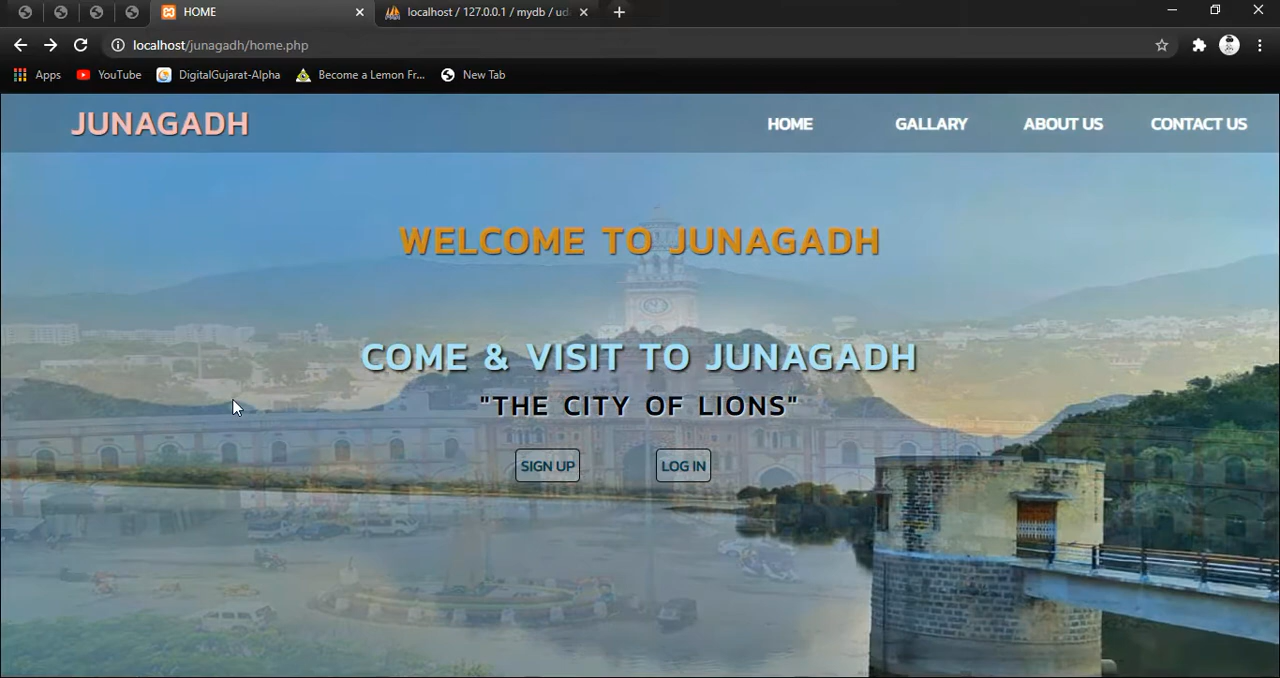 HOME
localhost / 127.0.0.1 / mydb / ud
localhost/junagadh/home.php
Apps
YouTube
DigitalGujarat-Alpha
Become a Lemon Fr...
New Tab
JUNAGADH
HOME
GALLARY
ABOUT US
CONTACT US
WELCOME TO JUNAGADH
COME & VISIT TO JUNAGADH
"THE CITY OF LIONS"
SIGN UP
LOG IN